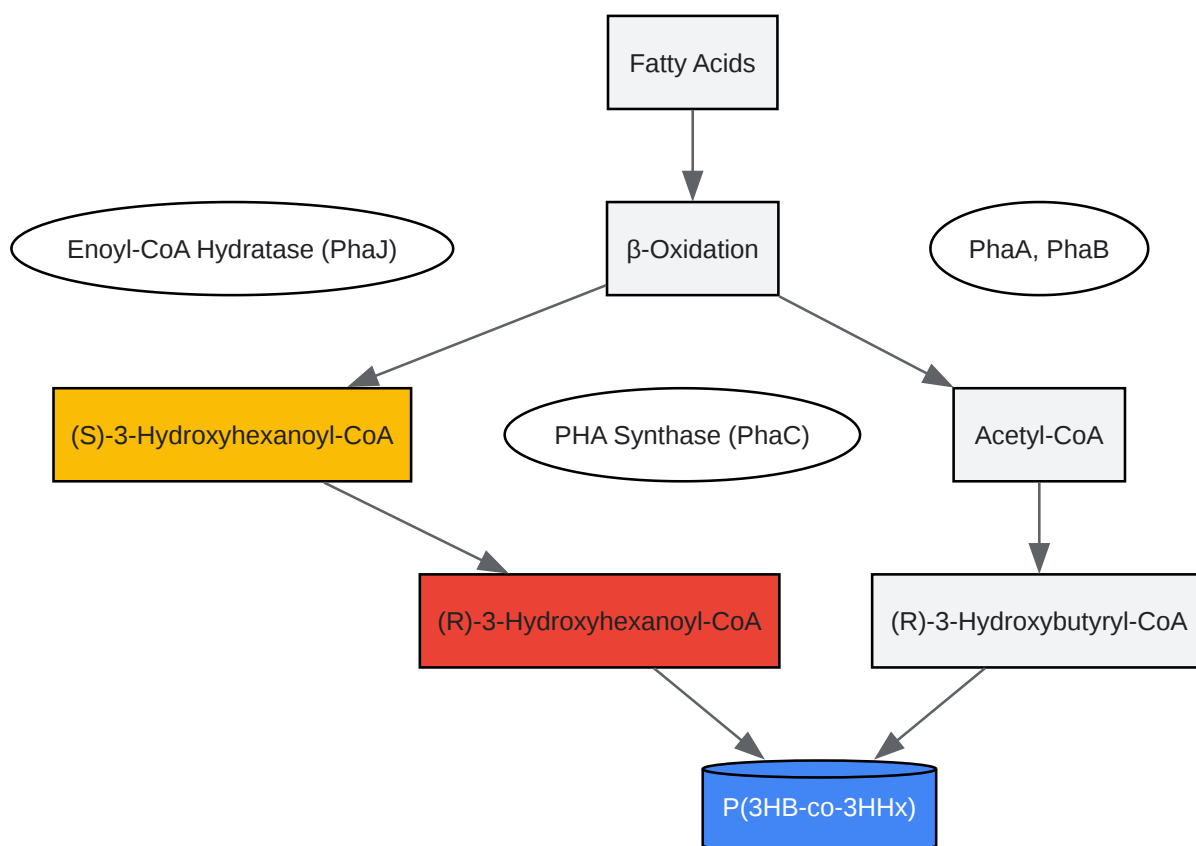 Fatty Acids
Enoyl-CoA Hydratase (PhaJ)
β-Oxidation
PhaA, PhaB
(S)-3-Hydroxyhexanoyl-CoA
PHA Synthase (PhaC)
Acetyl-CoA
(R)-3-Hydroxyhexanoyl-CoA
(R)-3-Hydroxybutyryl-CoA
P(3HB-co-3HHx)